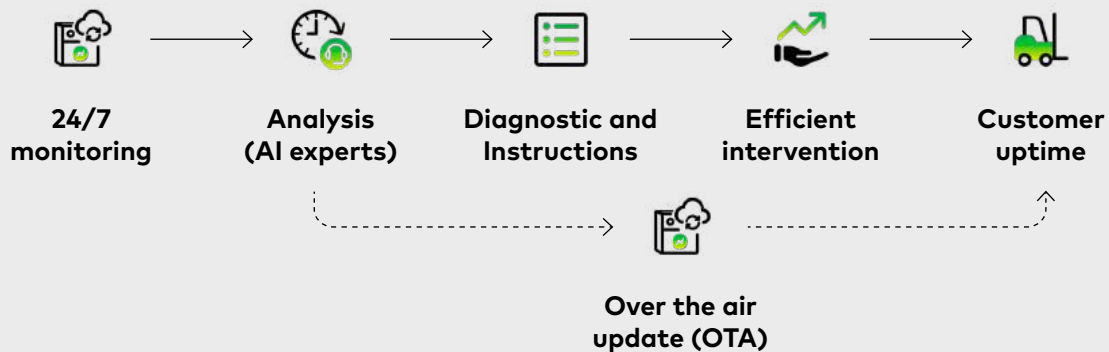 24/7
monitoring
Analysis
(AI experts)
Diagnostic and
Instructions
Efficient
intervention
Customer
uptime
Over the air
update (OTA)